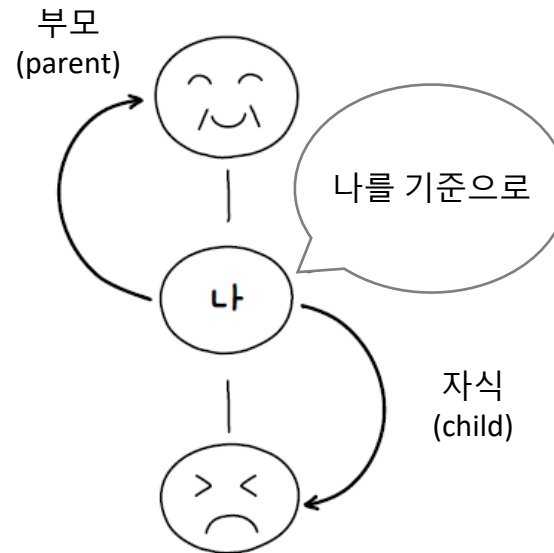 부모
(parent)
나를 기준으로
나
자식
(child)